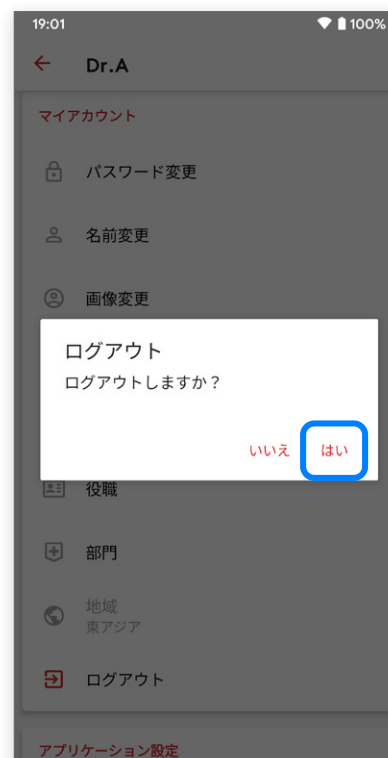 19:01
100%
Dr.A
マイアカウント
パスワード変更
名前変更
画像変更
ログアウト
ログアウトしますか？
いいえ
はい
役職
部門
地域
東アジア
ログアウト
アプリケーション設定